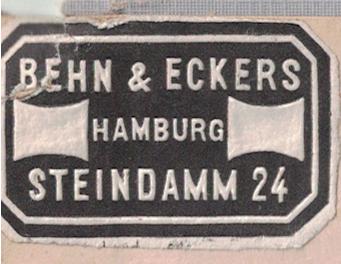 BEHN & ECKERS
HAMBURG
STEINDAMM 24